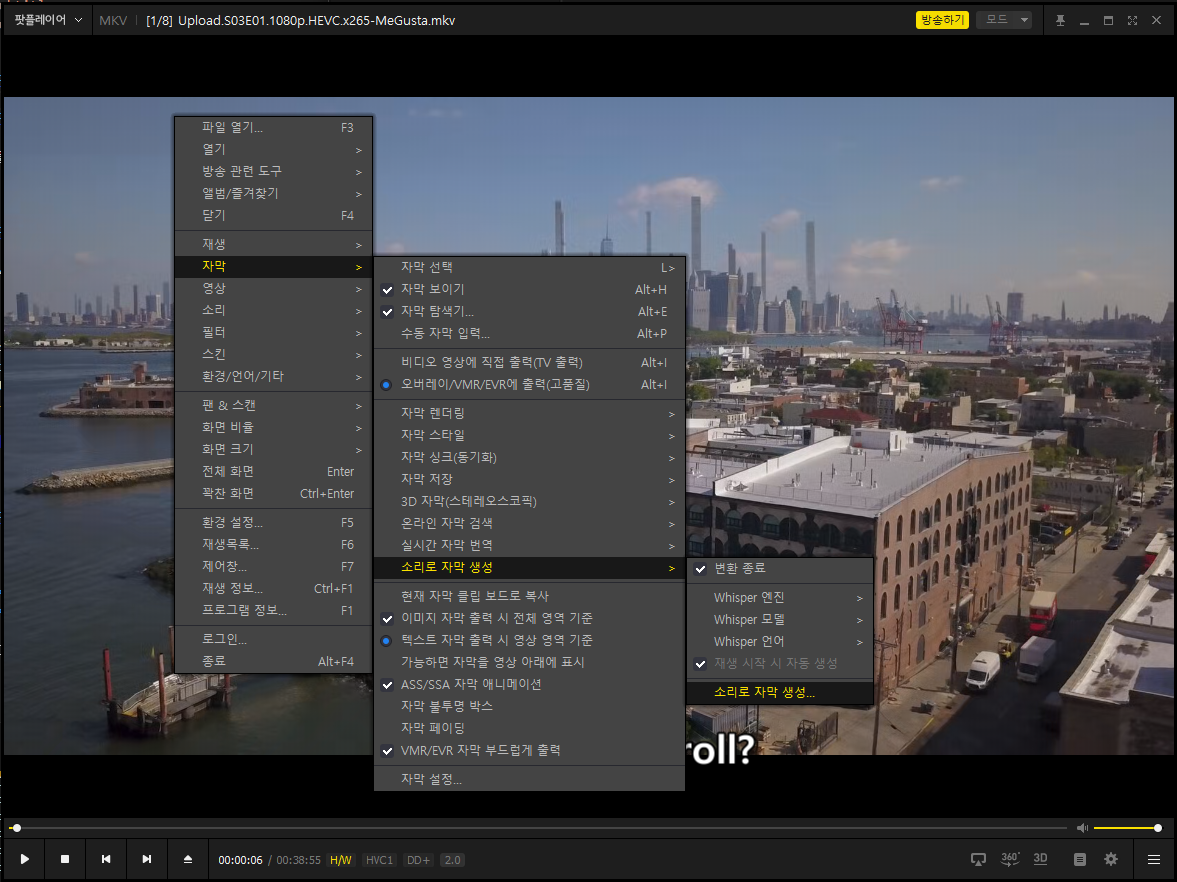 팟플레이어
MKV
[1/8] Upload.S03E01.1080p.HEVC.x265-MeGusta.mkv
방송하기
모드
파일 열기... F3
열기 >
방송 관련 도구 >
앨범/즐겨찾기 >
닫기 F4
재생 >
자막 >
영상 >
소리 >
필터 >
스킨 >
환경/언어/기타 >
팬 & 스캔 >
화면 비율 >
화면 크기 >
전체 화면 Enter
꽉찬 화면 Ctrl+Enter
환경 설정... F5
재생목록... F6
제어창... F7
재생 정보... Ctrl+F1
프로그램 정보... F1
로그인...
종료 Alt+F4
자막 선택 L>
자막 보이기 Alt+H
자막 탐색기... Alt+E
수동 자막 입력... Alt+P
비디오 영상에 직접 출력(TV 출력) Alt+I
오버레이/VMR/EVR에 출력(고품질) Alt+I
자막 렌더링 >
자막 스타일 >
자막 싱크(동기화) >
자막 저장 >
3D 자막(스테레오스코픽) >
온라인 자막 검색 >
실시간 자막 번역 >
소리로 자막 생성 >
현재 자막 클립 보드로 복사
이미지 자막 출력 시 전체 영역 기준
텍스트 자막 출력 시 영상 영역 기준
가능하면 자막을 영상 아래에 표시
ASS/SSA 자막 애니메이션
자막 불투명 박스
자막 페이딩
VMR/EVR 자막 부드럽게 출력
자막 설정...
변환 종료
Whisper 엔진 >
Whisper 모델 >
Whisper 언어 >
재생 시작 시 자동 생성
소리로 자막 생성...
roll?
00:00:06 / 00:38:55 H/W HVC1 DD+ 2.0
360°
3D